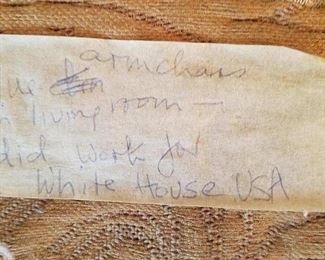 armchairs
living room —
did work for
White House USA